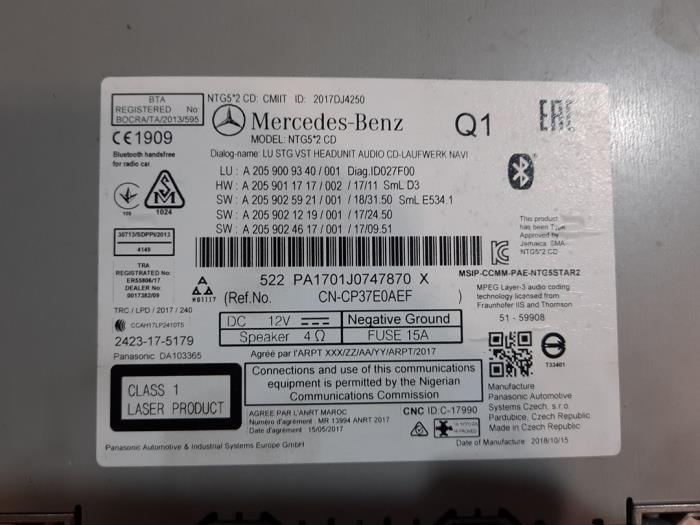 BTA
REGISTERED No:
BOCRA/TA/2013/595
NTG5*2 CD: CMIIT ID: 2017DJ4250
Mercedes-Benz
Q1
EAC
CE1909
MODEL: NTG5*2 CD
Bluetooth handsfree
for radio car.
Dialog-name: LU STG VST HEADUNIT AUDIO CD-LAUFWERK NAVI
LU : A 205 900 93 40 / 001 Diag.ID027F00
HW : A 205 901 17 17 / 002 / 17/11 SmL D3
SW : A 205 902 59 21 / 001 / 18/31.50 SmL E534.1
SW : A 205 902 12 19 / 001 / 17/24.50
SW : A 205 902 46 17 / 001 / 17/09.51
1024
36713/SDPPI/2013
4149
This product
has been Type
Approved by
Jamaica SMA
NTG5*2 CD
TRA
REGISTERED No:
ER55806/17
DEALER No:
0017382/09
522 PA1701J0747870 X
MSIP-CCMM-PAE-NTG5STAR2
(Ref.No. CN-CP37E0AEF )
MPEG Layer-3 audio coding
technology licensed from
Fraunhofer IIS and Thomson
TRC / LPD / 2017 / 240
CCAH17LP2410T5
DC 12V
Negative Ground
51 - 59908
2423-17-5179
Speaker 4 Ω
FUSE 15A
Panasonic DA103365
Agréé par l'ARPT XXX/ZZ/AA/YY/ARPT/2017
T33401
CLASS 1
LASER PRODUCT
Connections and use of this communications
equipment is permitted by the Nigerian
Communications Commission
Manufacture
Panasonic Automotive
Systems Czech, s.r.o.
Pardubice, Czech Republic
Made in Czech Republic
AGREE PAR L'ANRT MAROC
Numéro d'agrément : MR 13994 ANRT 2017
Date d'agrément : 15/05/2017
CNC ID:C-17990
Panasonic Automotive & Industrial Systems Europe GmbH
Date of Manufacture 2018/10/15